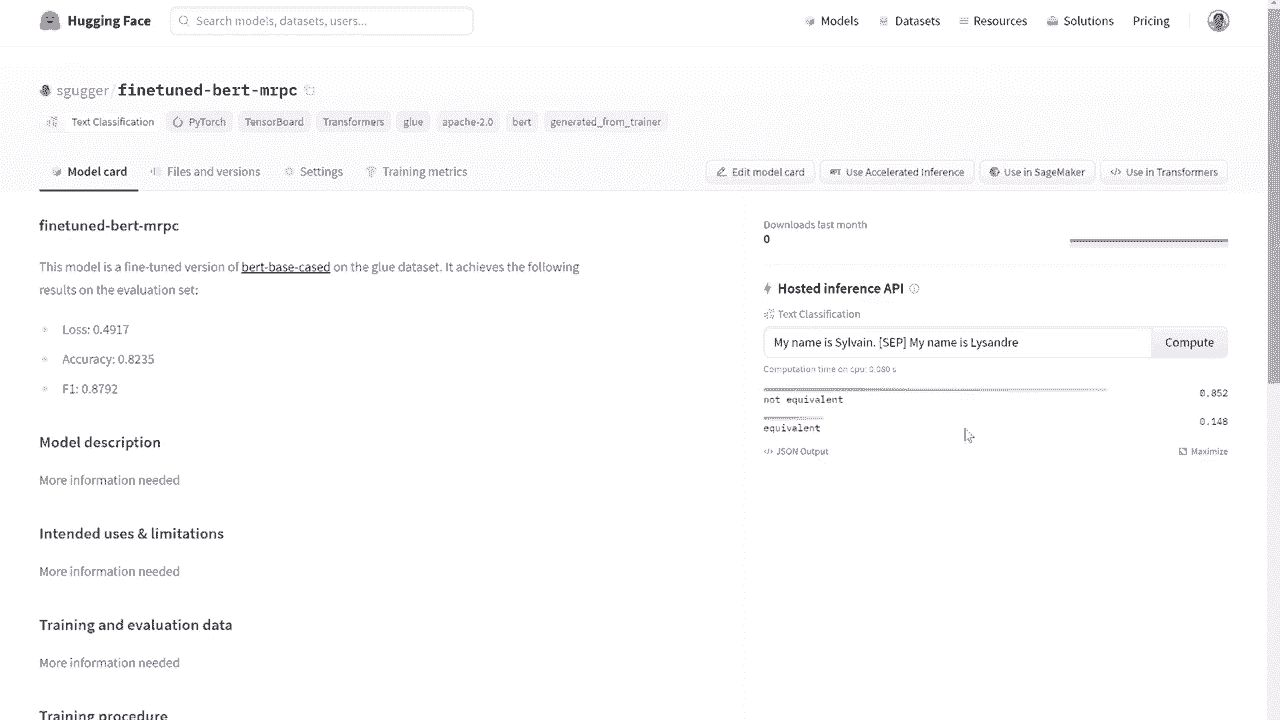 Hugging Face
Search models, datasets, users...
Models
Datasets
Resources
Solutions
Pricing
sgugger/finetuned-bert-mrpc
Text Classification
PyTorch
TensorBoard
Transformers
glue
apache-2.0
bert
generated_from_trainer
Model card
Files and versions
Settings
Training metrics
Edit model card
Use Accelerated Inference
Use in SageMaker
</> Use in Transformers
finetuned-bert-mrpc
This model is a fine-tuned version of bert-base-cased on the glue dataset. It achieves the following
results on the evaluation set:
Loss: 0.4917
Accuracy: 0.8235
F1: 0.8792
Model description
More information needed
Intended uses & limitations
More information needed
Training and evaluation data
More information needed
Training procedure
Downloads last month
0
Hosted inference API
Text Classification
My name is Sylvain. [SEP] My name is Lysandre
Compute
Computation time on cpu: 0.080 s
not equivalent 0.852
equivalent 0.148
</> JSON Output
Maximize